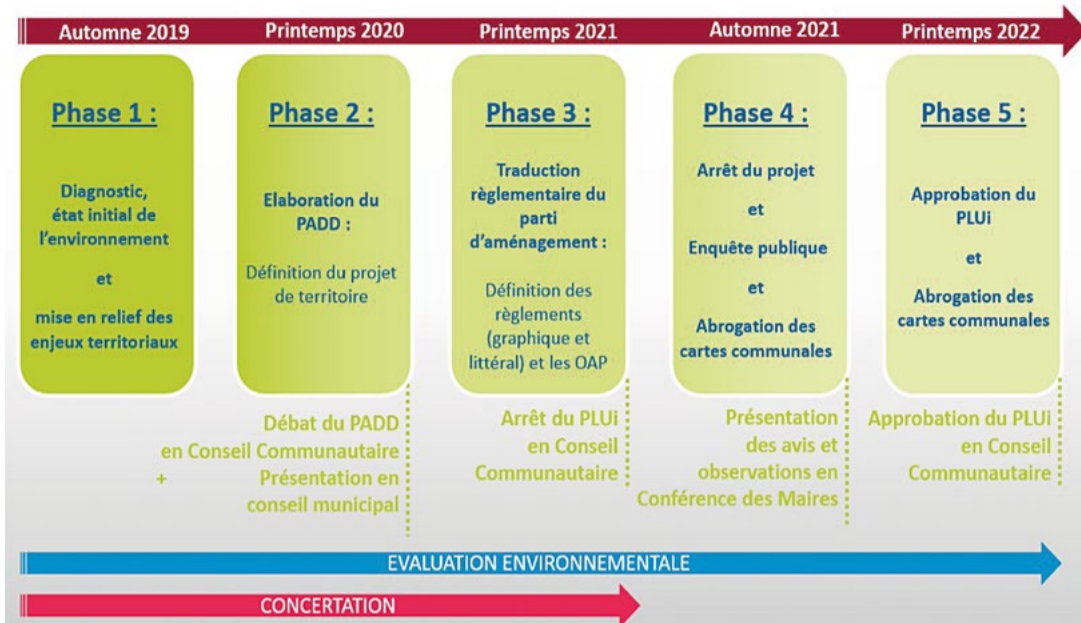 Automne 2019
Printemps 2020
Printemps 2021
Automne 2021
Printemps 2022
Phase 1 :
Diagnostic,
état initial de
l'environnement
et
mise en relief des
enjeux territoriaux
Phase 2 :
Elaboration du
PADD :
Définition du projet
de territoire
Phase 3 :
Traduction
règlementaire du
parti
d'aménagement :
Définition des
règlements
(graphique et
littéral) et les OAP
Phase 4 :
Arrêt du projet
et
Enquête publique
et
Abrogation des
cartes communales
Phase 5 :
Approbation du
PLUi
et
Abrogation des
cartes communales
Débat du PADD
en Conseil Communautaire
+ Présentation en
conseil municipal
Arrêt du PLUi
en Conseil
Communautaire
Présentation
des avis et
observations en
Conférence des Maires
Approbation du PLUi
en Conseil
Communautaire
EVALUATION ENVIRONNEMENTALE
CONCERTATION